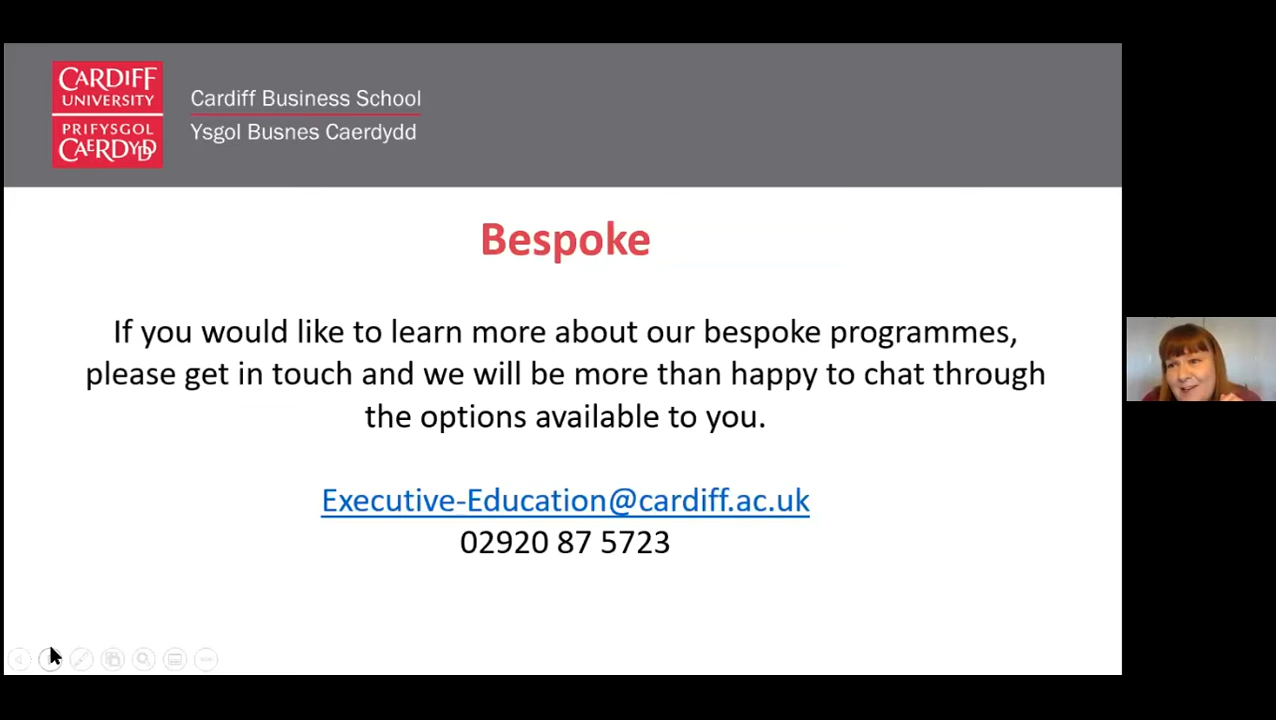 CARDIFF
UNIVERSITY
PRIFYSGOL
CAERDYDD
Cardiff Business School
Ysgol Busnes Caerdydd
Bespoke
If you would like to learn more about our bespoke programmes,
please get in touch and we will be more than happy to chat through
the options available to you.
Executive-Education@cardiff.ac.uk
02920 87 5723